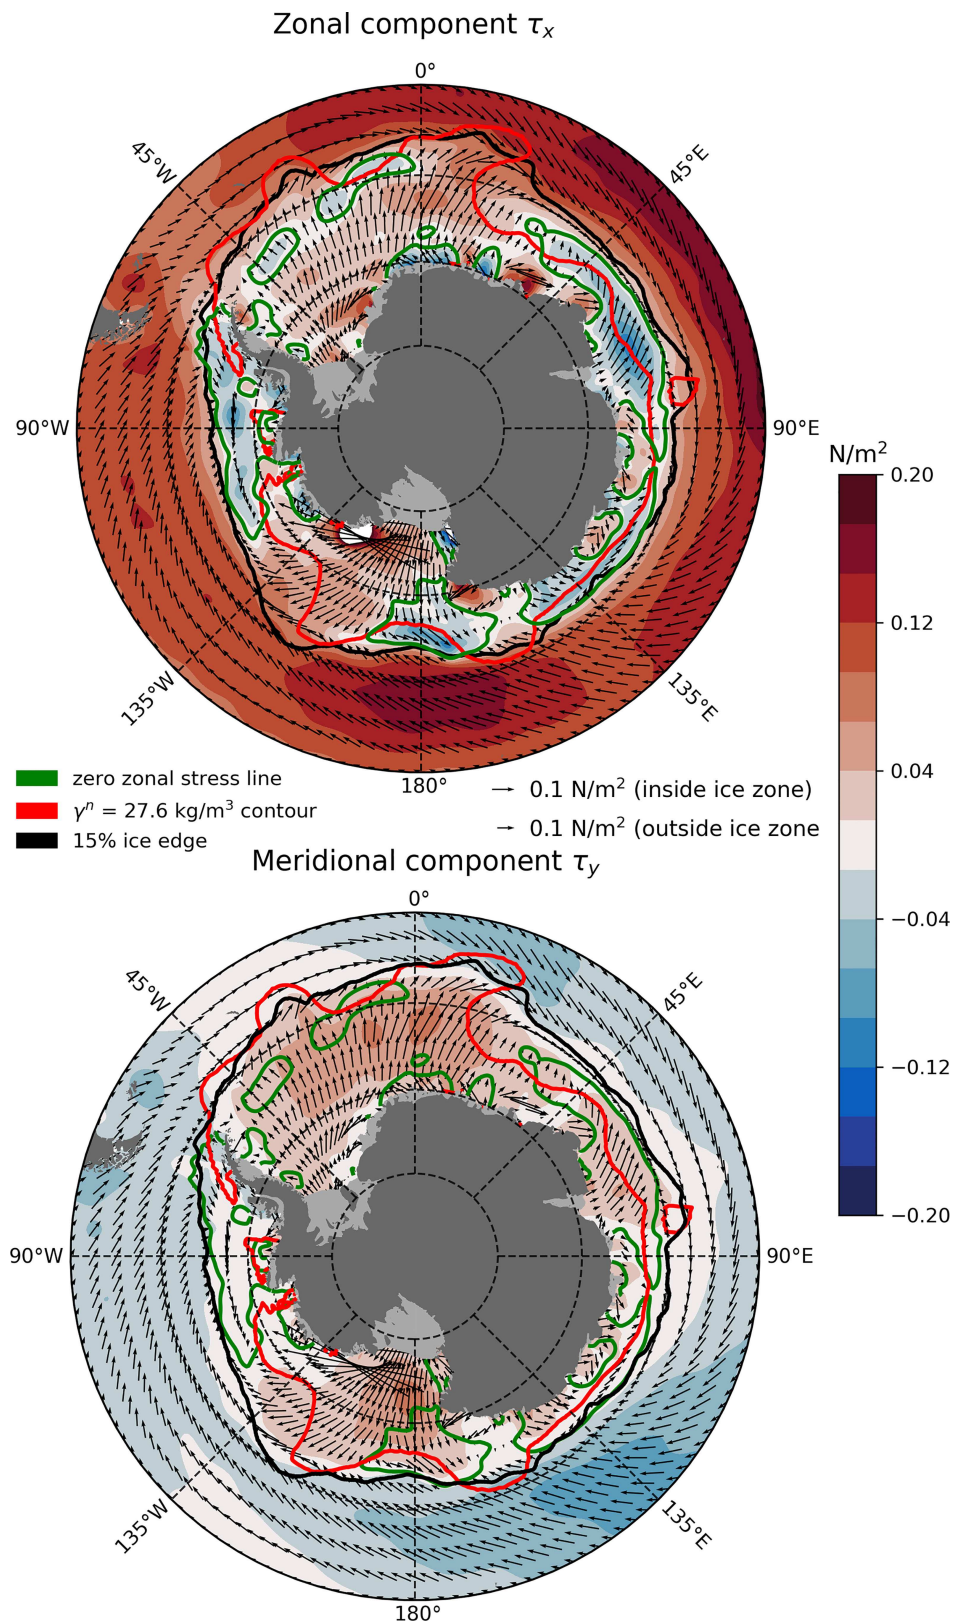 Zonal component τx
0°
45°W
45°E
90°W
90°E
135°W
135°E
180°
N/m²
0.20
0.12
0.04
−0.04
−0.12
−0.20
zero zonal stress line
γⁿ = 27.6 kg/m³ contour
15% ice edge
0.1 N/m² (inside ice zone)
0.1 N/m² (outside ice zone
Meridional component τy
0°
45°W
45°E
90°W
90°E
135°W
135°E
180°